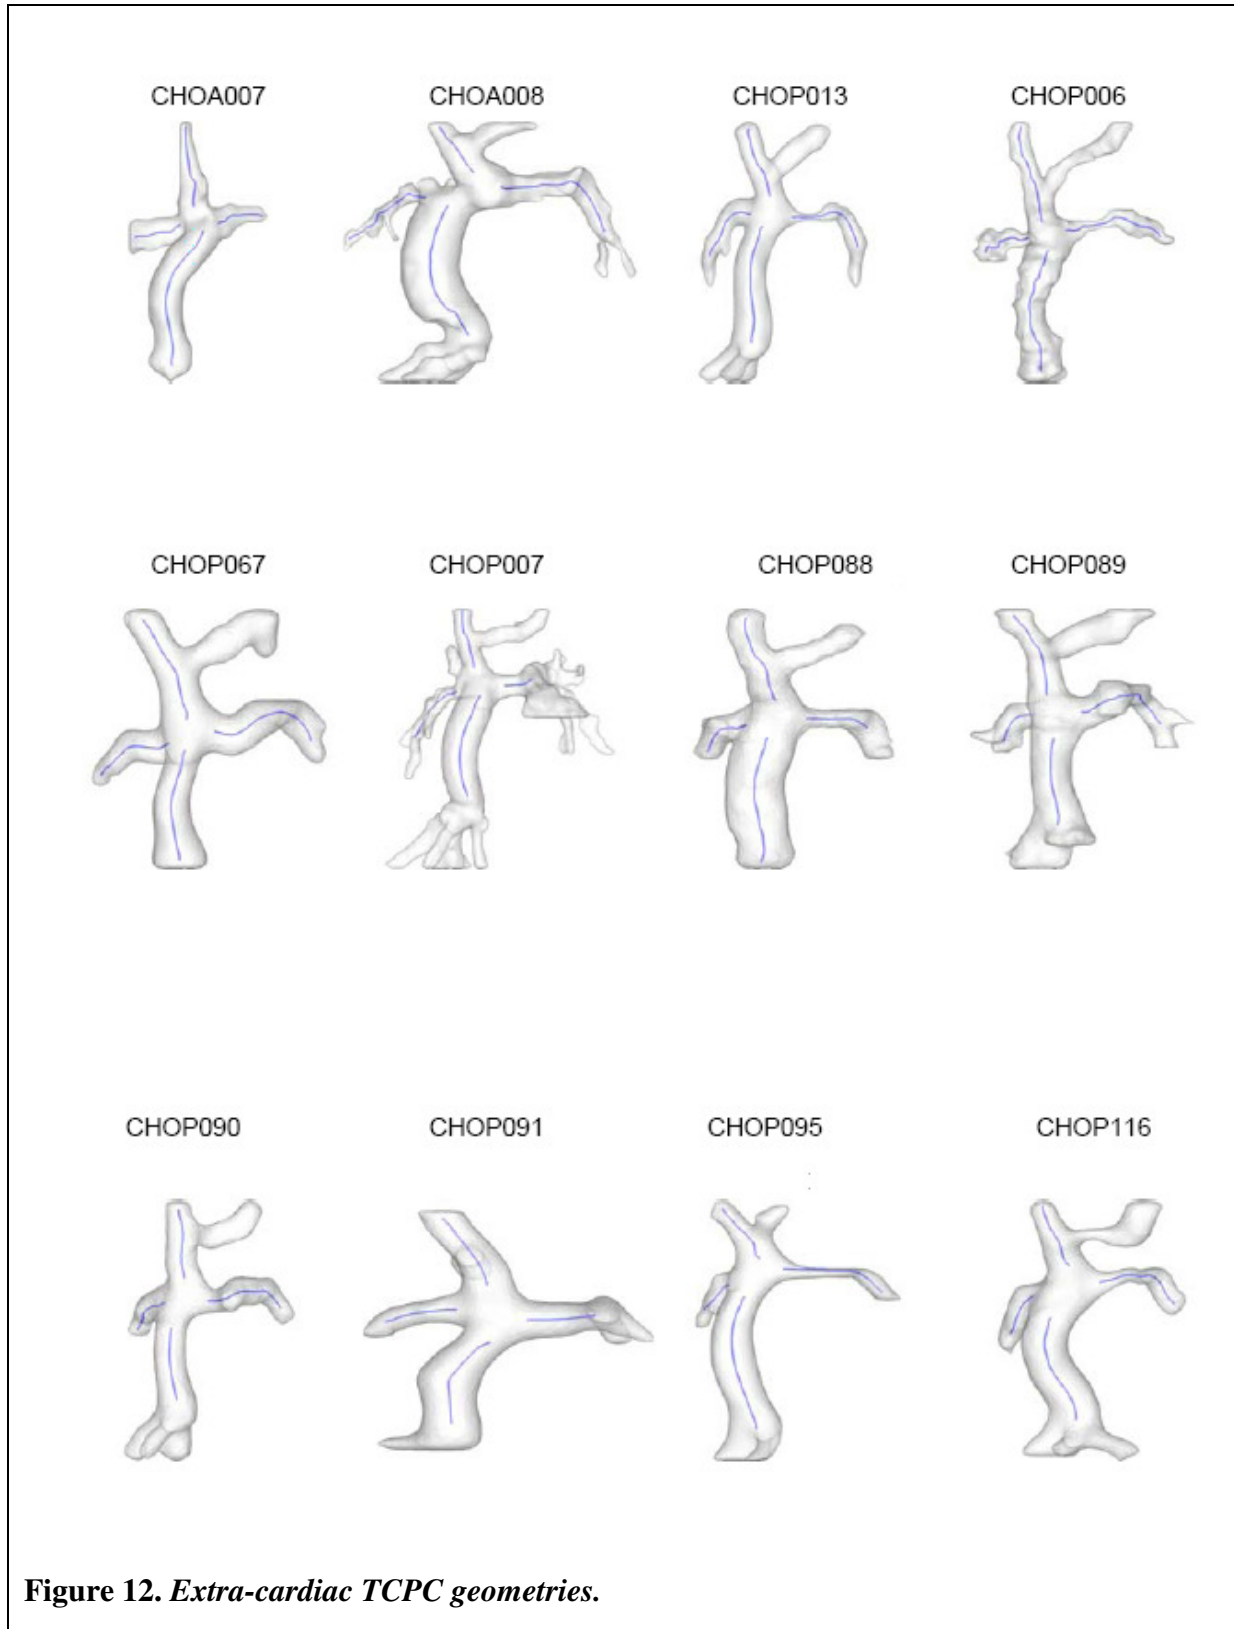 CHOA007 CHOA008 CHOP013 CHOP006
CHOP067 CHOP007 CHOP088 CHOP089
CHOP090 CHOP091 CHOP095 CHOP116
Figure 12. Extra-cardiac TCPC geometries.